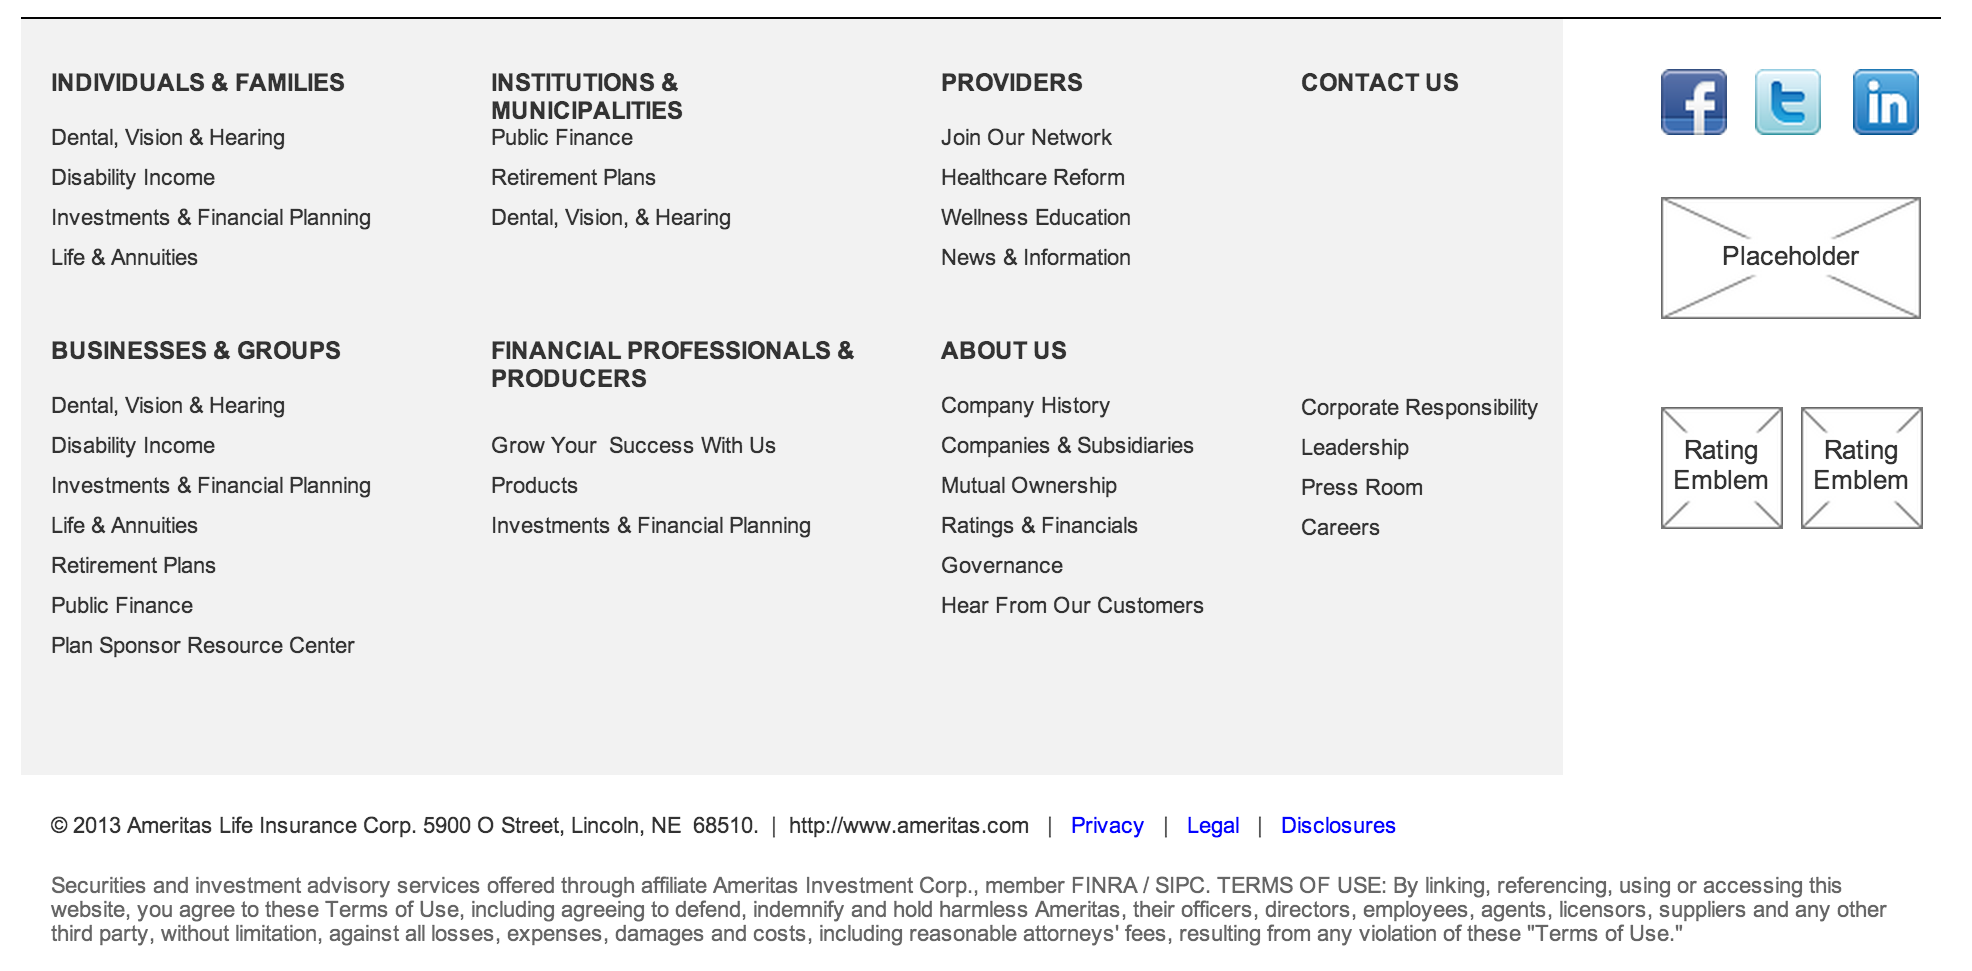 INDIVIDUALS & FAMILIES
Dental, Vision & Hearing
Disability Income
Investments & Financial Planning
Life & Annuities
INSTITUTIONS &
MUNICIPALITIES
Public Finance
Retirement Plans
Dental, Vision, & Hearing
PROVIDERS
Join Our Network
Healthcare Reform
Wellness Education
News & Information
CONTACT US
BUSINESSES & GROUPS
Dental, Vision & Hearing
Disability Income
Investments & Financial Planning
Life & Annuities
Retirement Plans
Public Finance
Plan Sponsor Resource Center
FINANCIAL PROFESSIONALS &
PRODUCERS
Grow Your  Success With Us
Products
Investments & Financial Planning
ABOUT US
Company History
Companies & Subsidiaries
Mutual Ownership
Ratings & Financials
Governance
Hear From Our Customers
Corporate Responsibility
Leadership
Press Room
Careers
f
t
in
Placeholder
Rating
Emblem
Rating
Emblem
© 2013 Ameritas Life Insurance Corp. 5900 O Street, Lincoln, NE  68510.  |  http://www.ameritas.com   |   Privacy   |   Legal   |   Disclosures
Securities and investment advisory services offered through affiliate Ameritas Investment Corp., member FINRA / SIPC. TERMS OF USE: By linking, referencing, using or accessing this
website, you agree to these Terms of Use, including agreeing to defend, indemnify and hold harmless Ameritas, their officers, directors, employees, agents, licensors, suppliers and any other
third party, without limitation, against all losses, expenses, damages and costs, including reasonable attorneys' fees, resulting from any violation of these "Terms of Use."